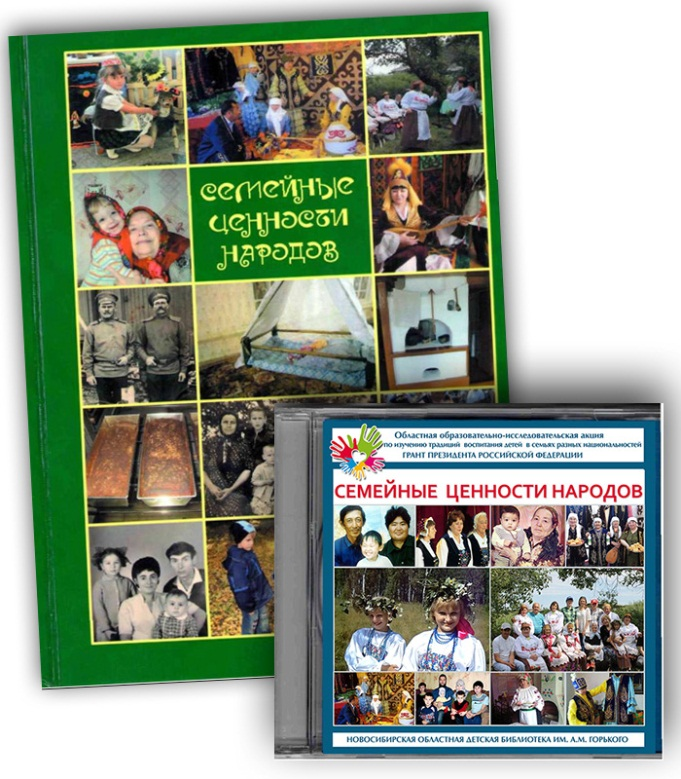 СЕМЕЙНЫЕ
ЦЕННОСТИ
НАРОДОВ
Областная образовательно-исследовательская акция
по изучению традиций воспитания детей в семьях разных национальностей
ГРАНТ ПРЕЗИДЕНТА РОССИЙСКОЙ ФЕДЕРАЦИИ
СЕМЕЙНЫЕ ЦЕННОСТИ НАРОДОВ
НОВОСИБИРСКАЯ ОБЛАСТНАЯ ДЕТСКАЯ БИБЛИОТЕКА ИМ. А.М. ГОРЬКОГО